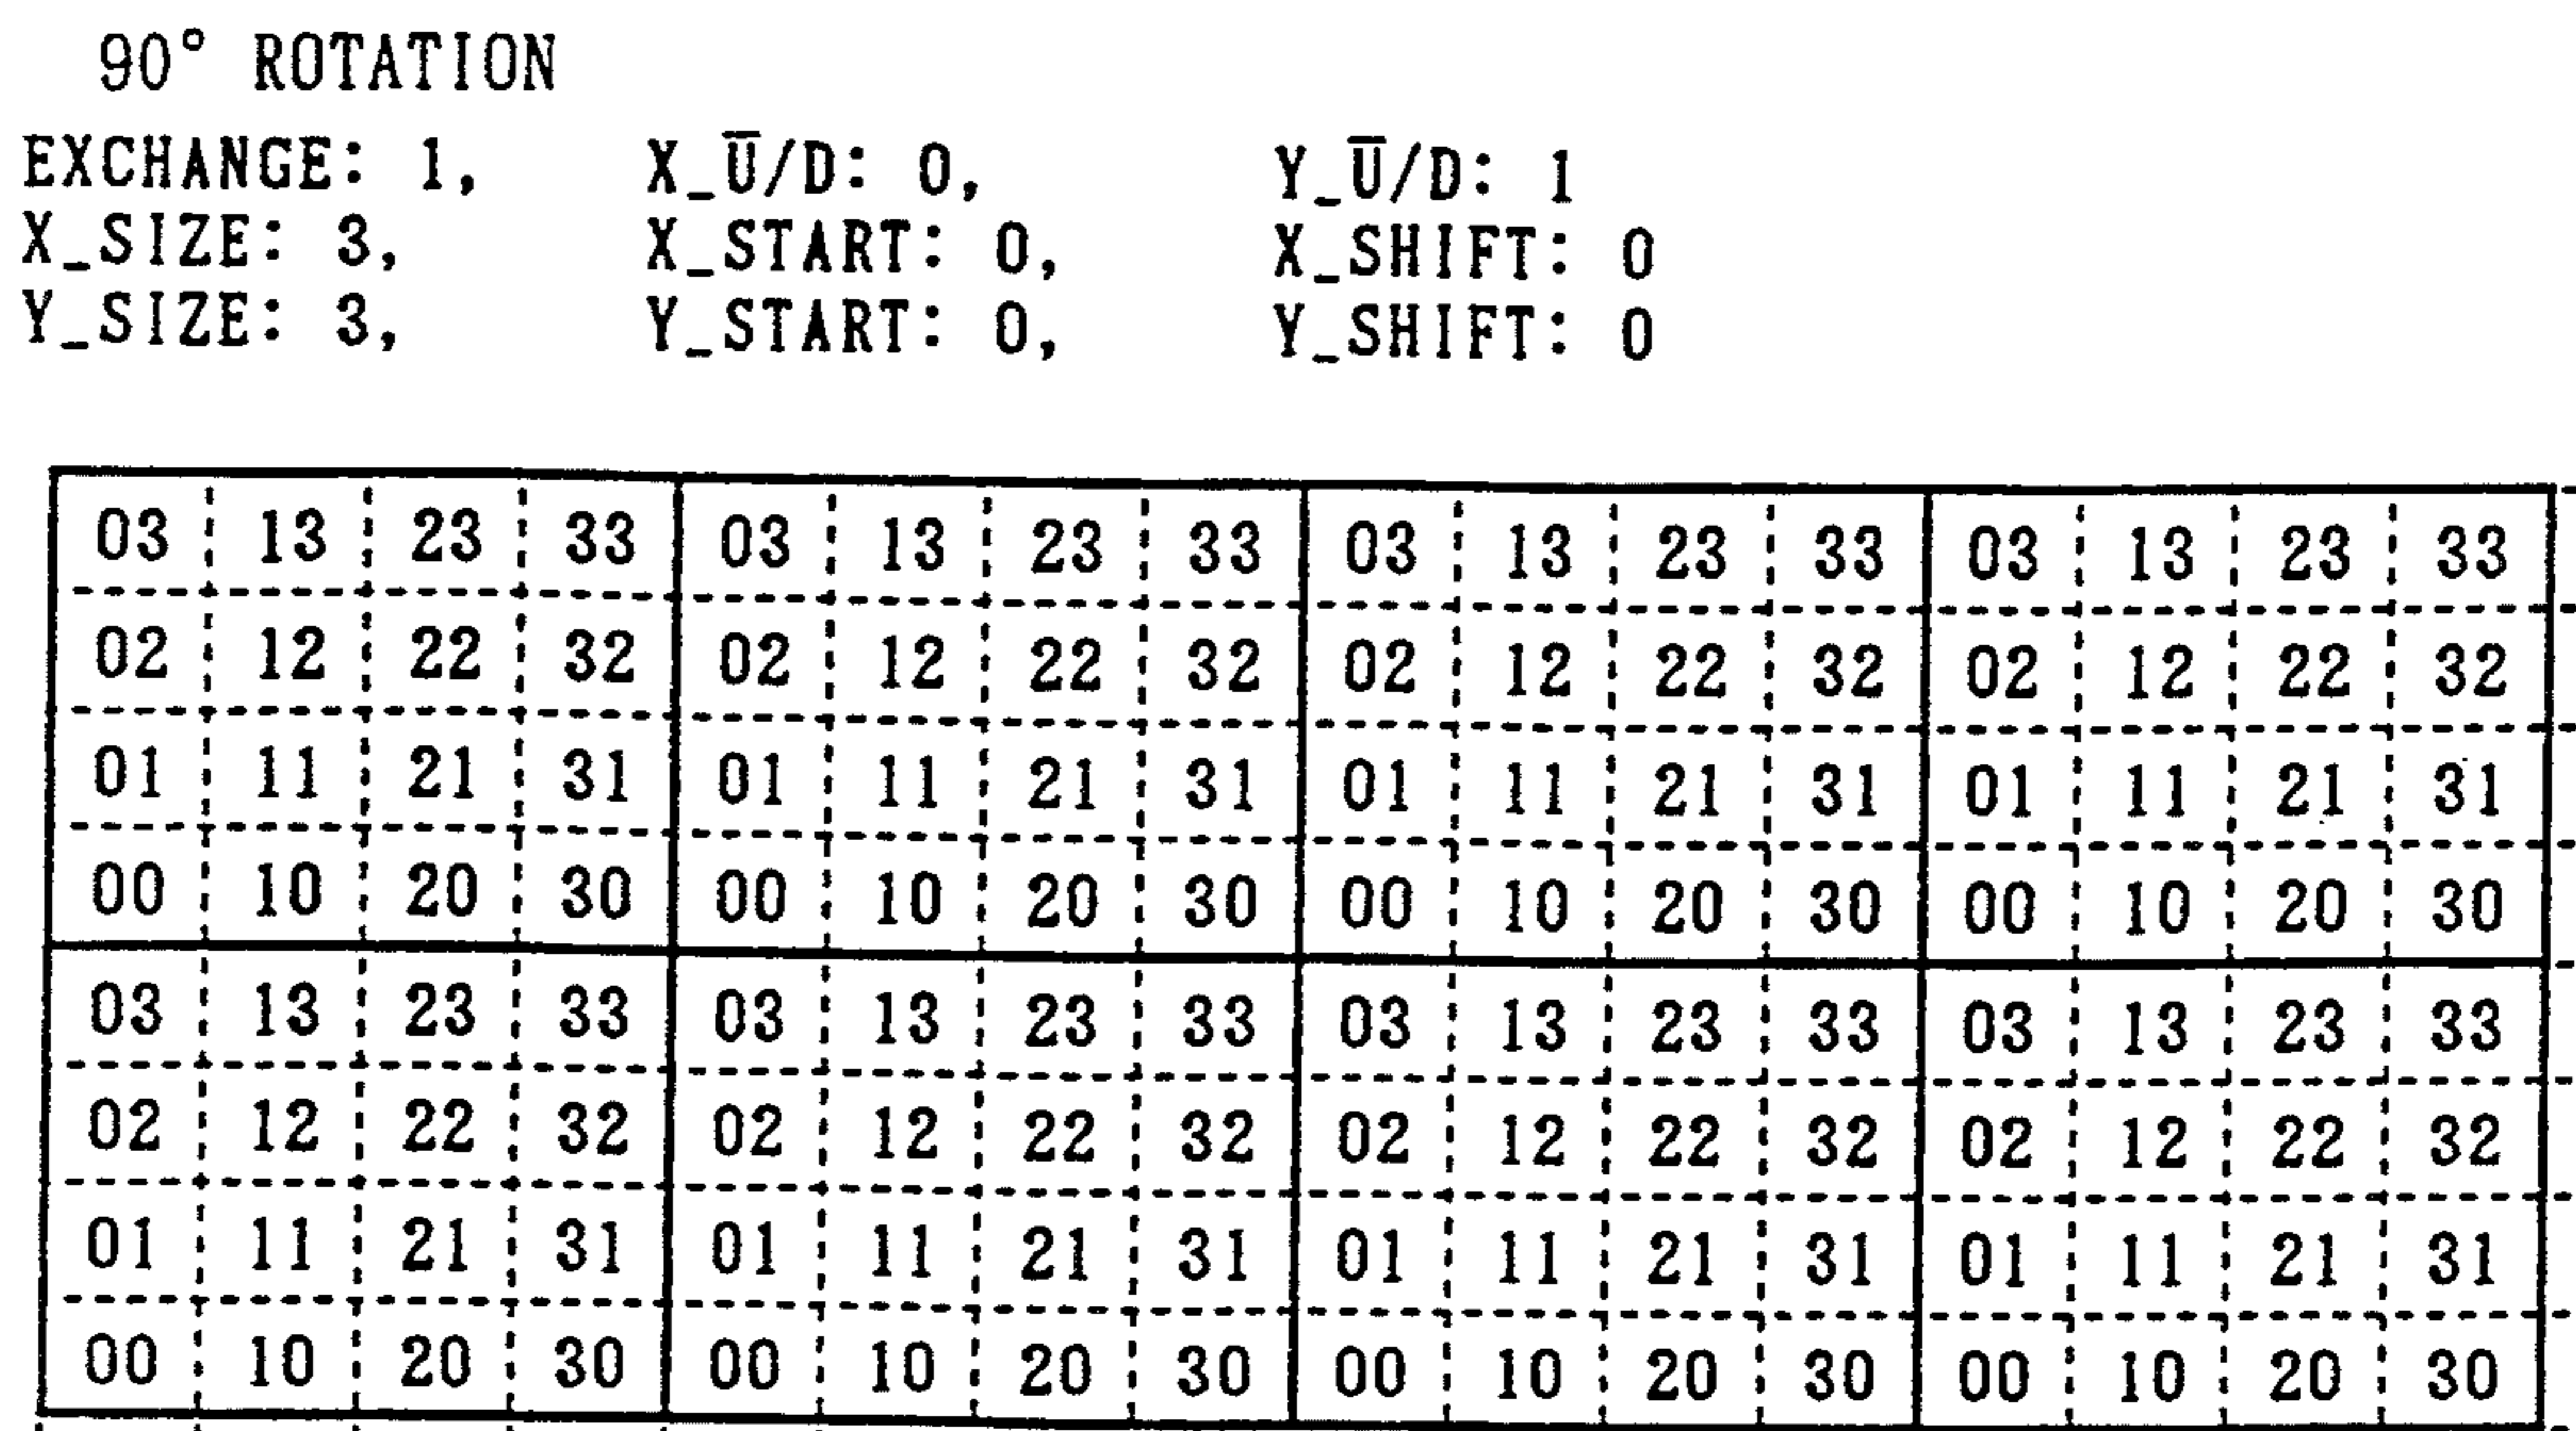 90° ROTATION
EXCHANGE: 1, X_U̅/D: 0, Y_U̅/D: 1
X_SIZE: 3, X_START: 0, X_SHIFT: 0
Y_SIZE: 3, Y_START: 0, Y_SHIFT: 0
03 13 23 33 03 13 23 33 03 13 23 33 03 13 23 33
02 12 22 32 02 12 22 32 02 12 22 32 02 12 22 32
01 11 21 31 01 11 21 31 01 11 21 31 01 11 21 31
00 10 20 30 00 10 20 30 00 10 20 30 00 10 20 30
03 13 23 33 03 13 23 33 03 13 23 33 03 13 23 33
02 12 22 32 02 12 22 32 02 12 22 32 02 12 22 32
01 11 21 31 01 11 21 31 01 11 21 31 01 11 21 31
00 10 20 30 00 10 20 30 00 10 20 30 00 10 20 30